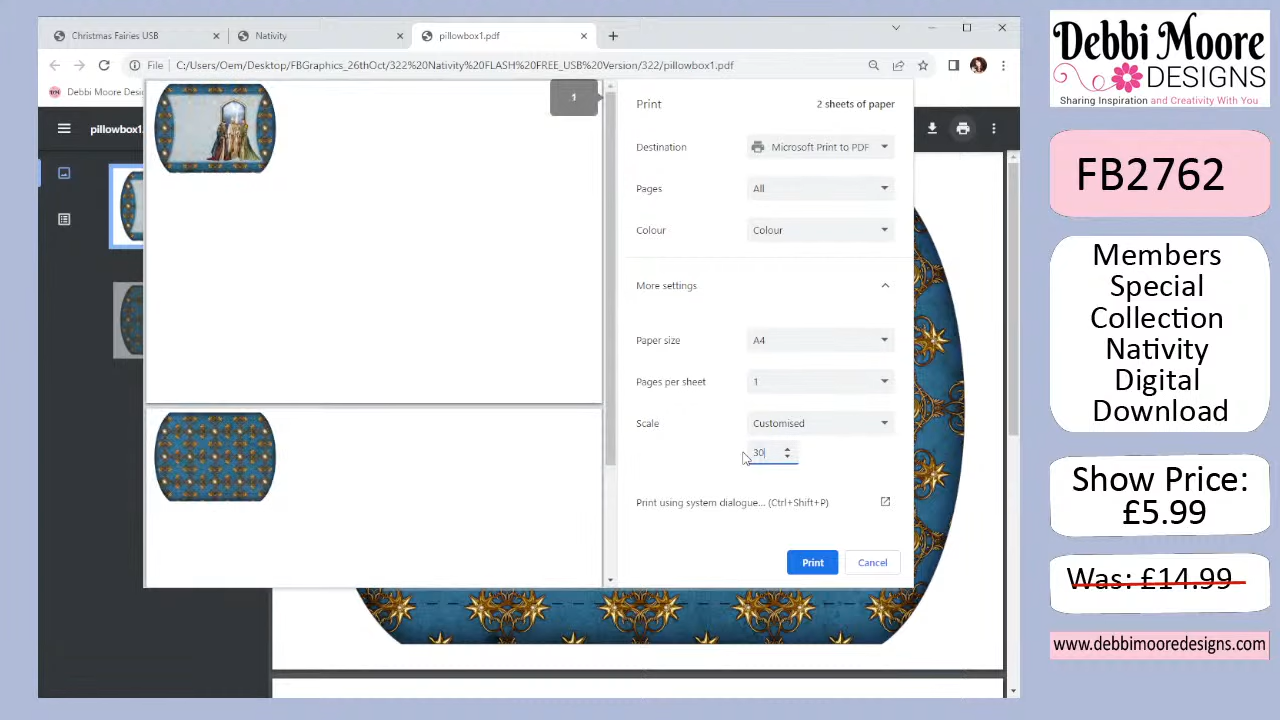 Christmas Fairies USB
Nativity
pillowbox1.pdf
File
C:/Users/Oem/Desktop/FBGraphics_26thOct/322%20Nativity%20FLASH%20FREE_USB%20Version/322/pillowbox1.pdf
Debbi Moore Des
pillowbox1.
1
Print
2 sheets of paper
Destination
Microsoft Print to PDF
Pages
All
Colour
Colour
More settings
Paper size
A4
Pages per sheet
1
Scale
Customised
30
Print using system dialogue... (Ctrl+Shift+P)
Print
Cancel
Debbi Moore
DESIGNS
Sharing Inspiration and Creativity With You
FB2762
Members
Special
Collection
Nativity
Digital
Download
Show Price:
£5.99
Was: £14.99
www.debbimooredesigns.com